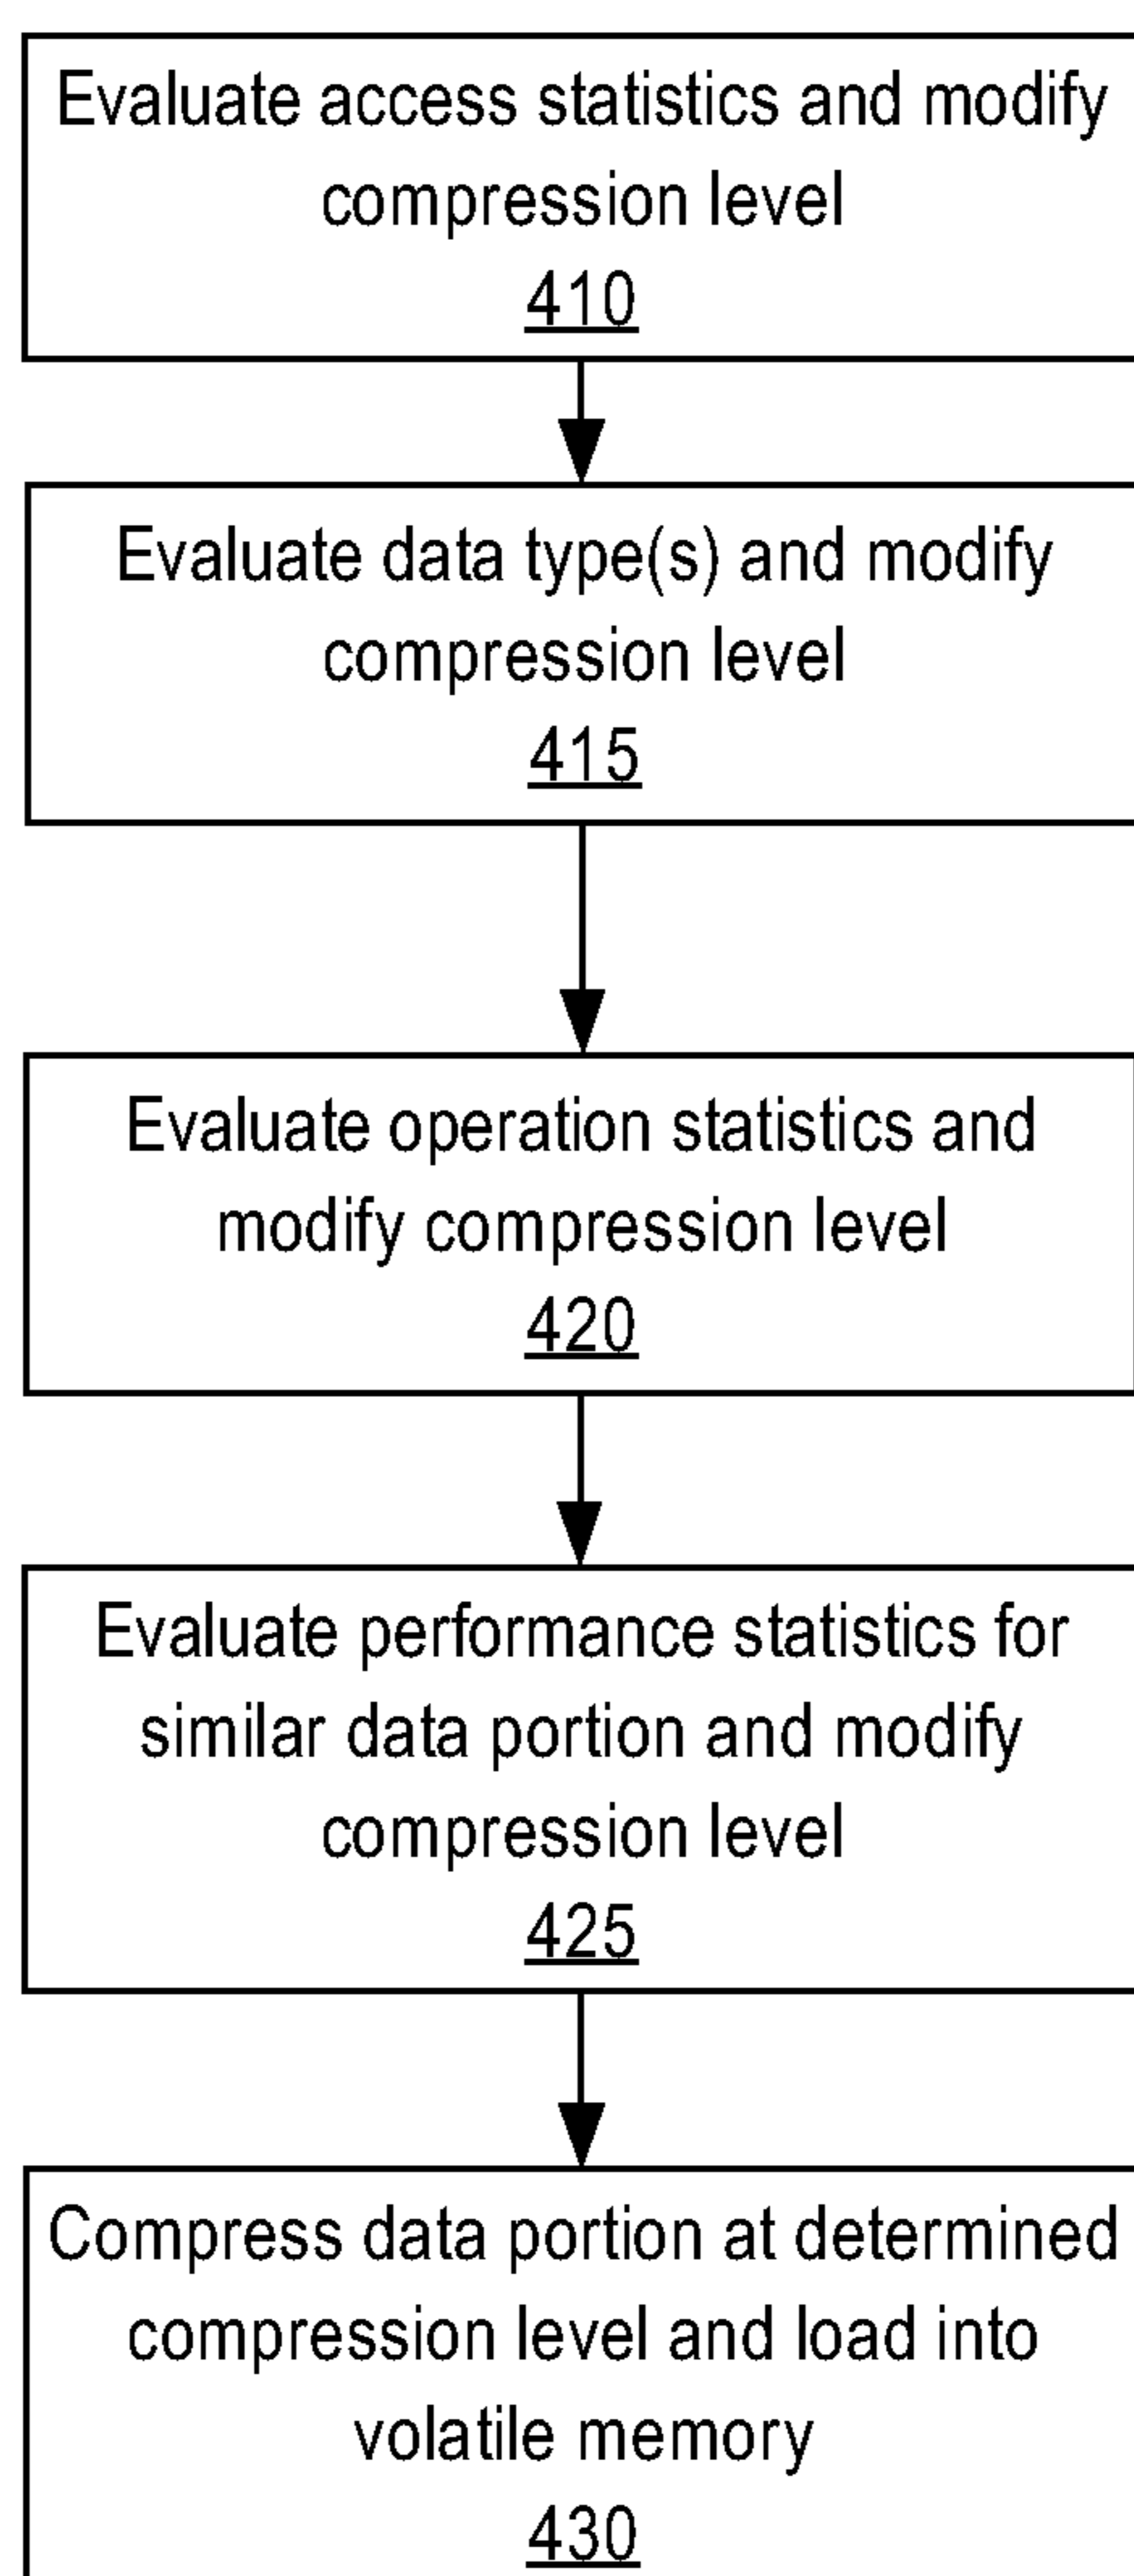 Evaluate access statistics and modify
compression level
410
Evaluate data type(s) and modify
compression level
415
Evaluate operation statistics and
modify compression level
420
Evaluate performance statistics for
similar data portion and modify
compression level
425
Compress data portion at determined
compression level and load into
volatile memory
430